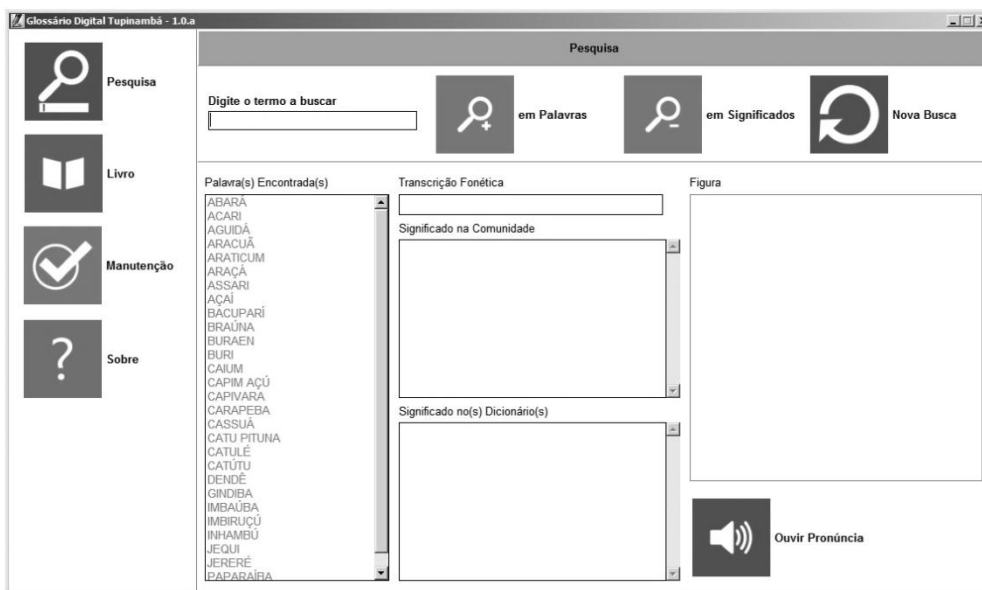 Glossário Digital Tupinambá - 1.0.a
Pesquisa
Livro
Manutenção
Sobre
Pesquisa
Digite o termo a buscar
em Palavras
em Significados
Nova Busca
Palavra(s) Encontrada(s)
ABARÁ
ACARI
AGUIDÁ
ARACUÃ
ARATICUM
ARAÇÁ
ASSARI
AÇAÍ
BACUPARÍ
BRAÚNA
BURAEN
BURI
CAIUM
CAPIM AÇÚ
CAPIVARA
CARAPEBA
CASSUÁ
CATU PITUNA
CATULÉ
CATÚTU
DENDÊ
GINDIBA
IMBAÚBA
IMBIRUÇÚ
INHAMBÚ
JEQUI
JERERÉ
PAPARAÍBA
Transcrição Fonética
Significado na Comunidade
Significado no(s) Dicionário(s)
Figura
Ouvir Pronúncia